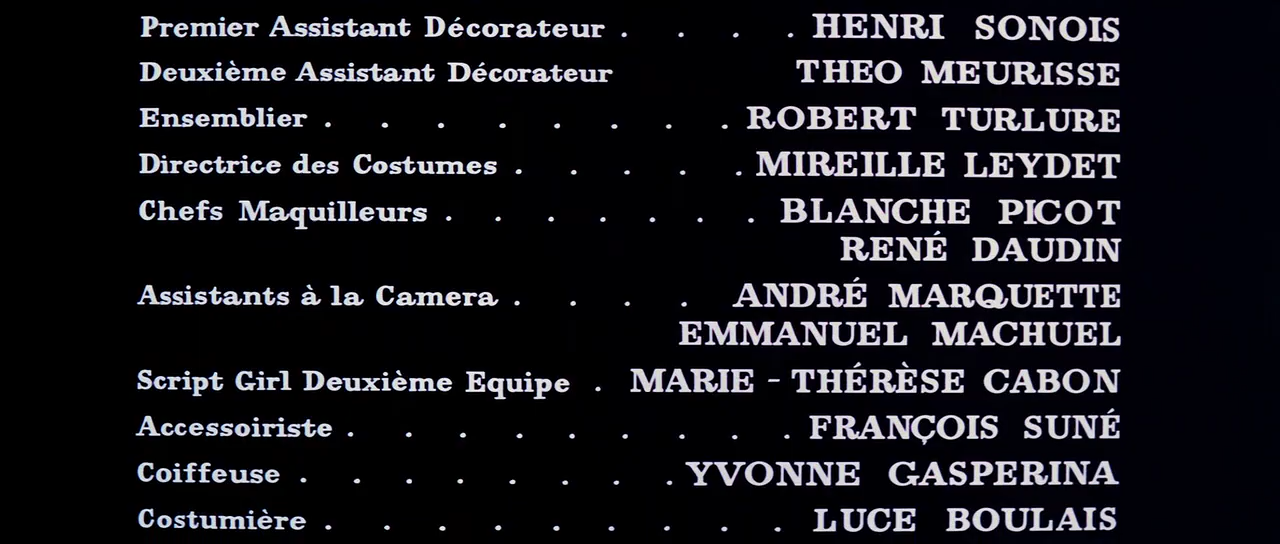 Premier Assistant Décorateur . . . . HENRI SONOIS
Deuxième Assistant Décorateur THEO MEURISSE
Ensemblier . . . . . . . . ROBERT TURLURE
Directrice des Costumes . . . . . MIREILLE LEYDET
Chefs Maquilleurs . . . . . . . BLANCHE PICOT
RENÉ DAUDIN
Assistants à la Camera . . . . ANDRÉ MARQUETTE
EMMANUEL MACHUEL
Script Girl Deuxième Equipe . MARIE - THÉRÈSE CABON
Accessoiriste . . . . . . . . . FRANÇOIS SUNÉ
Coiffeuse . . . . . . . . YVONNE GASPERINA
Costumière . . . . . . . . . LUCE BOULAIS